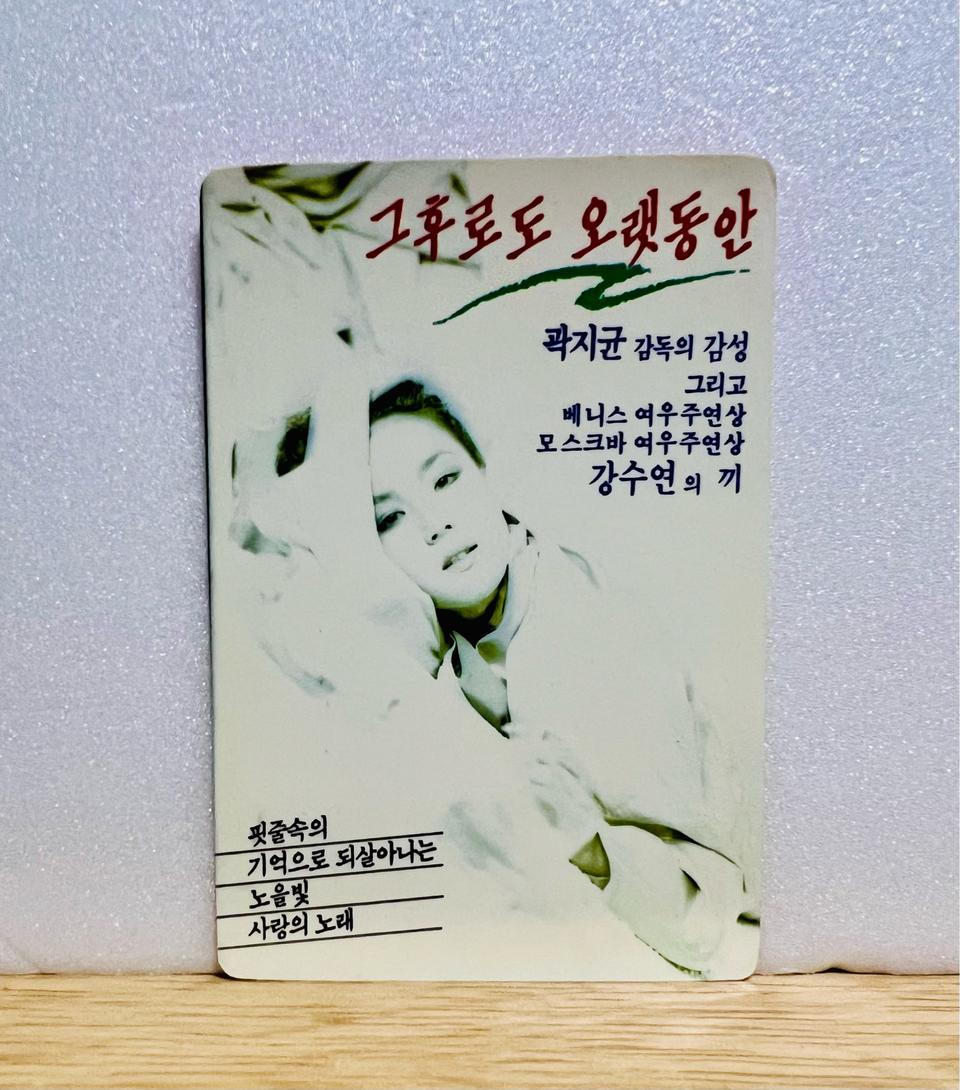 그후로도 오랫동안
곽지균 감독의 감성
그리고
베니스 여우주연상
모스크바 여우주연상
강수연의 끼
핏줄속의
기억으로 되살아나는
노을빛
사랑의 노래